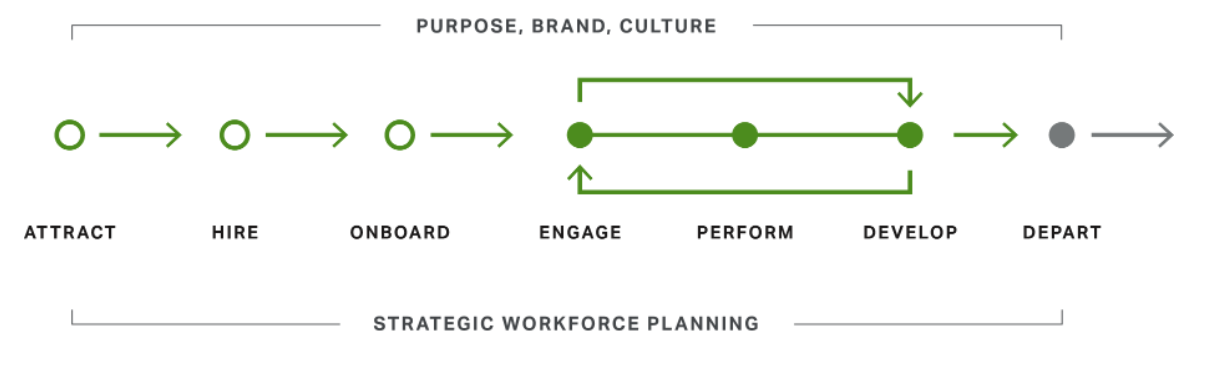 PURPOSE, BRAND, CULTURE
ATTRACT HIRE ONBOARD ENGAGE PERFORM DEVELOP DEPART
STRATEGIC WORKFORCE PLANNING